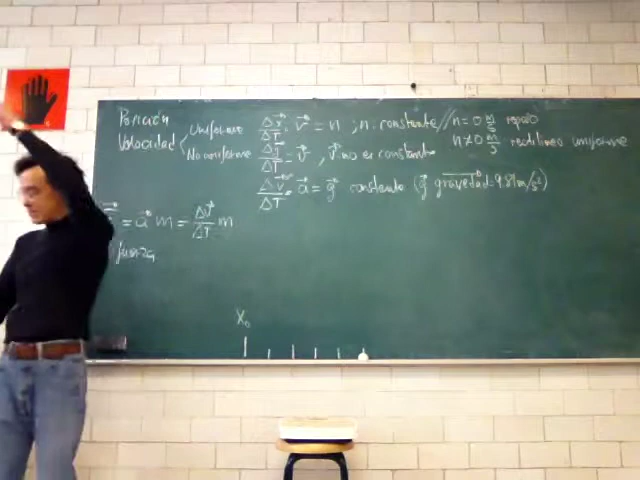 Posición
Velocidad
Uniforme Δx⃗/ΔT = v⃗ = n ; n: constante // n = 0 m/s reposo
n ≠ 0 m/s rectilíneo uniforme
No uniforme Δx⃗/ΔT = v⃗ , v⃗ no es constante
Δv⃗/ΔT = a⃗ = g⃗ constante (g⃗ gravedad = 9.81 m/s²)
= a⃗ m = Δv⃗/ΔT m
fuerza
X₀